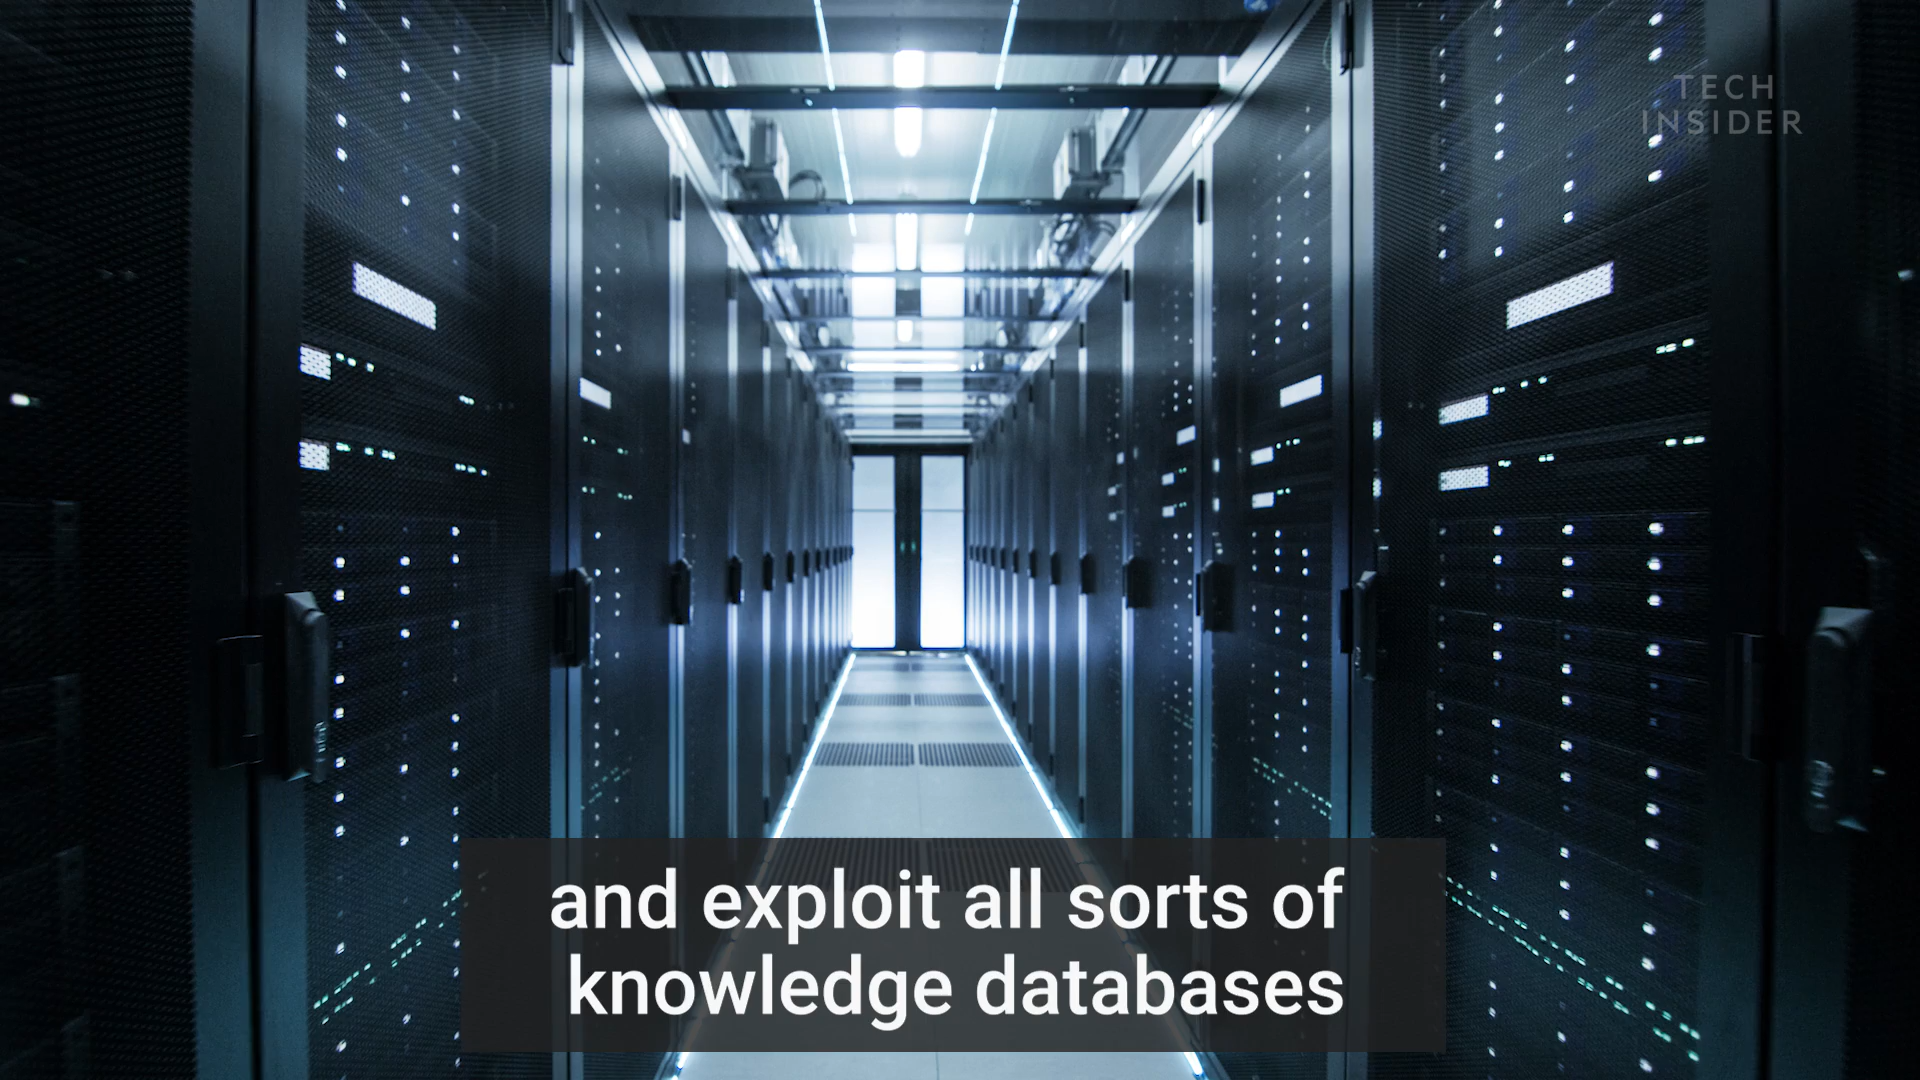 TECH
INSIDER
and exploit all sorts of
knowledge databases